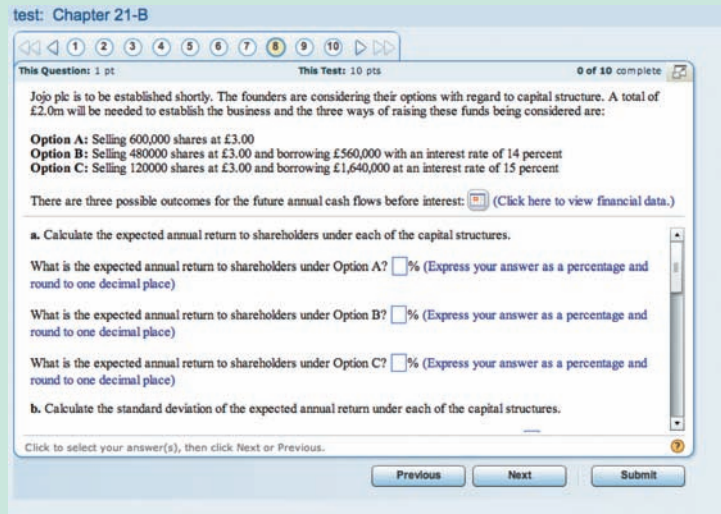 test: Chapter 21-B
1 2 3 4 5 6 7 8 9 10
This Question: 1 pt This Test: 10 pts 0 of 10 complete
Jojo plc is to be established shortly. The founders are considering their options with regard to capital structure. A total of
£2.0m will be needed to establish the business and the three ways of raising these funds being considered are:
Option A: Selling 600,000 shares at £3.00
Option B: Selling 480000 shares at £3.00 and borrowing £560,000 with an interest rate of 14 percent
Option C: Selling 120000 shares at £3.00 and borrowing £1,640,000 at an interest rate of 15 percent
There are three possible outcomes for the future annual cash flows before interest: (Click here to view financial data.)
a. Calculate the expected annual return to shareholders under each of the capital structures.
What is the expected annual return to shareholders under Option A? % (Express your answer as a percentage and
round to one decimal place)
What is the expected annual return to shareholders under Option B? % (Express your answer as a percentage and
round to one decimal place)
What is the expected annual return to shareholders under Option C? % (Express your answer as a percentage and
round to one decimal place)
b. Calculate the standard deviation of the expected annual return under each of the capital structures.
Click to select your answer(s), then click Next or Previous. ?
Previous Next Submit